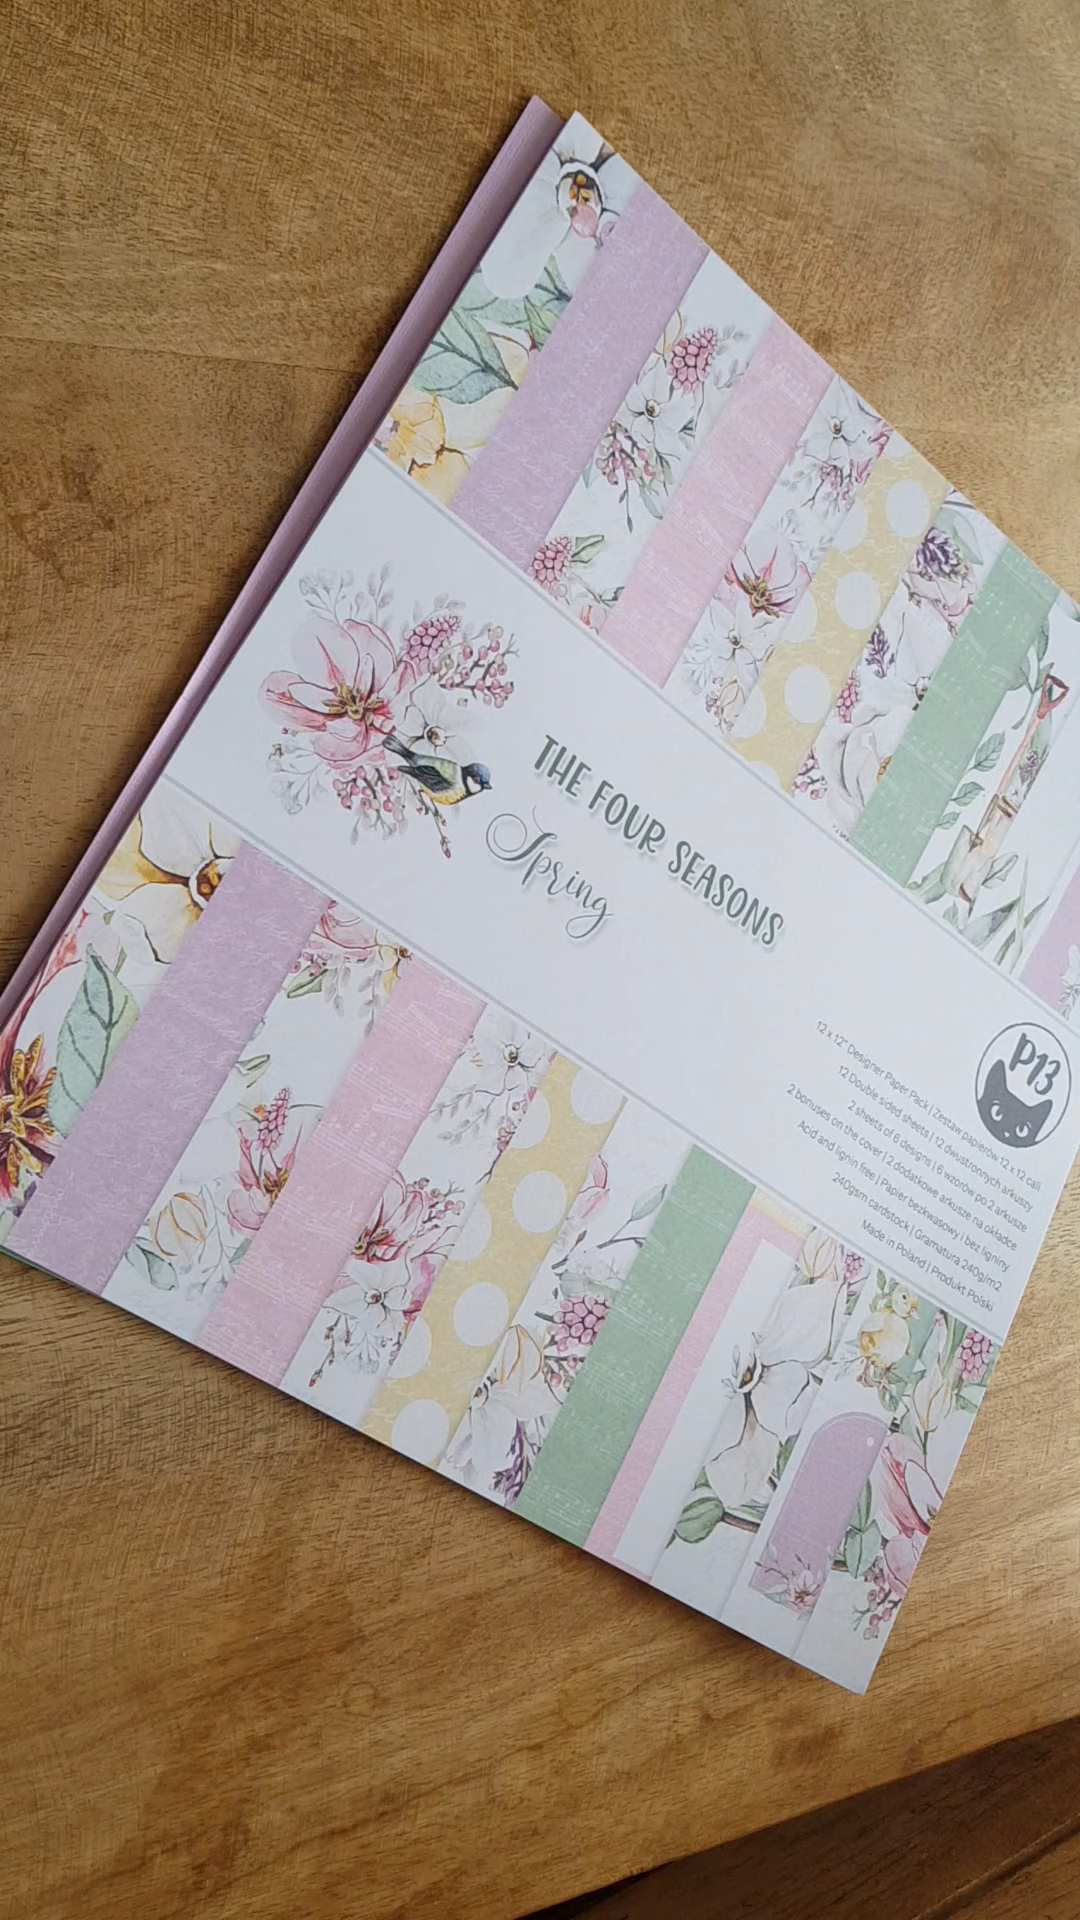 THE FOUR SEASONS
Spring
p13
12 x 12" Designer Paper Pack | Zestaw papierów 12 x 12 cali
12 Double sided sheets | 12 dwustronnych arkuszy
2 sheets of 6 designs | 6 wzorów po 2 arkusze
2 bonuses on the cover | 2 dodatkowe arkusze na okładce
Acid and lignin free | Papier bezkwasowy i bez ligniny
240gsm cardstock | Gramatura 240g/m2
Made in Poland | Produkt Polski